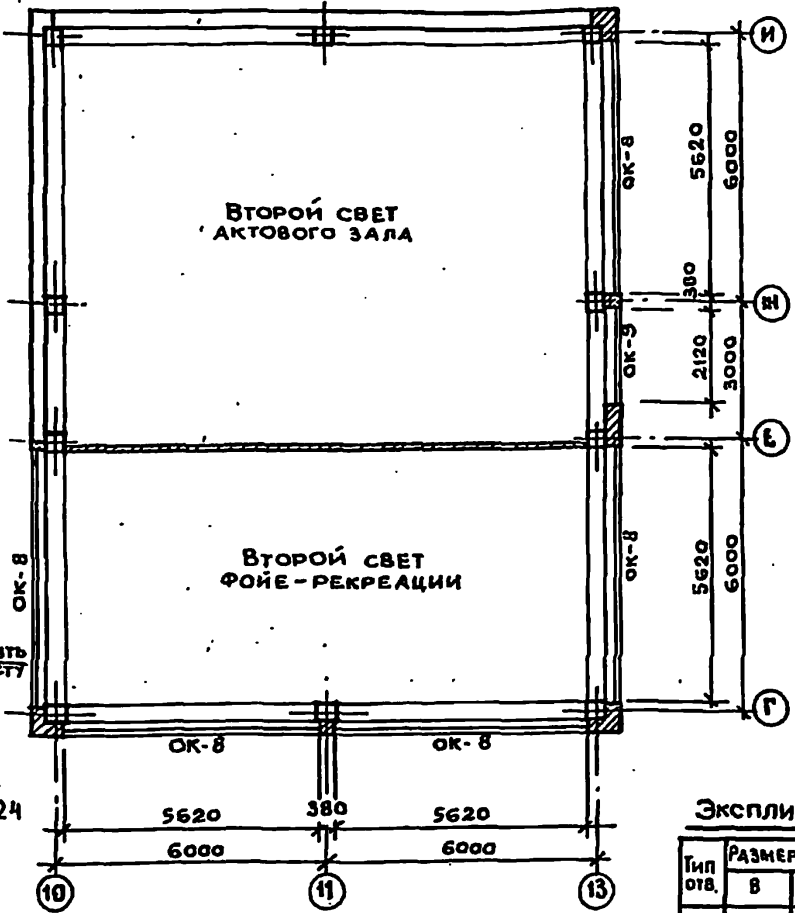 И
ОК-8
5620
6000
ВТОРОЙ СВЕТ
АКТОВОГО ЗАЛА
380
Ж
ОК-9
2120
3000
Е
ВТОРОЙ СВЕТ
ФОЙЕ-РЕКРЕАЦИИ
ОК-8
ОК-8
5620
6000
Г
ОК-8
ОК-8
24
5620
380
5620
6000
6000
10
11
13
ЭКСПЛИ
ТИП
ОТВ.
РАЗМЕР
В